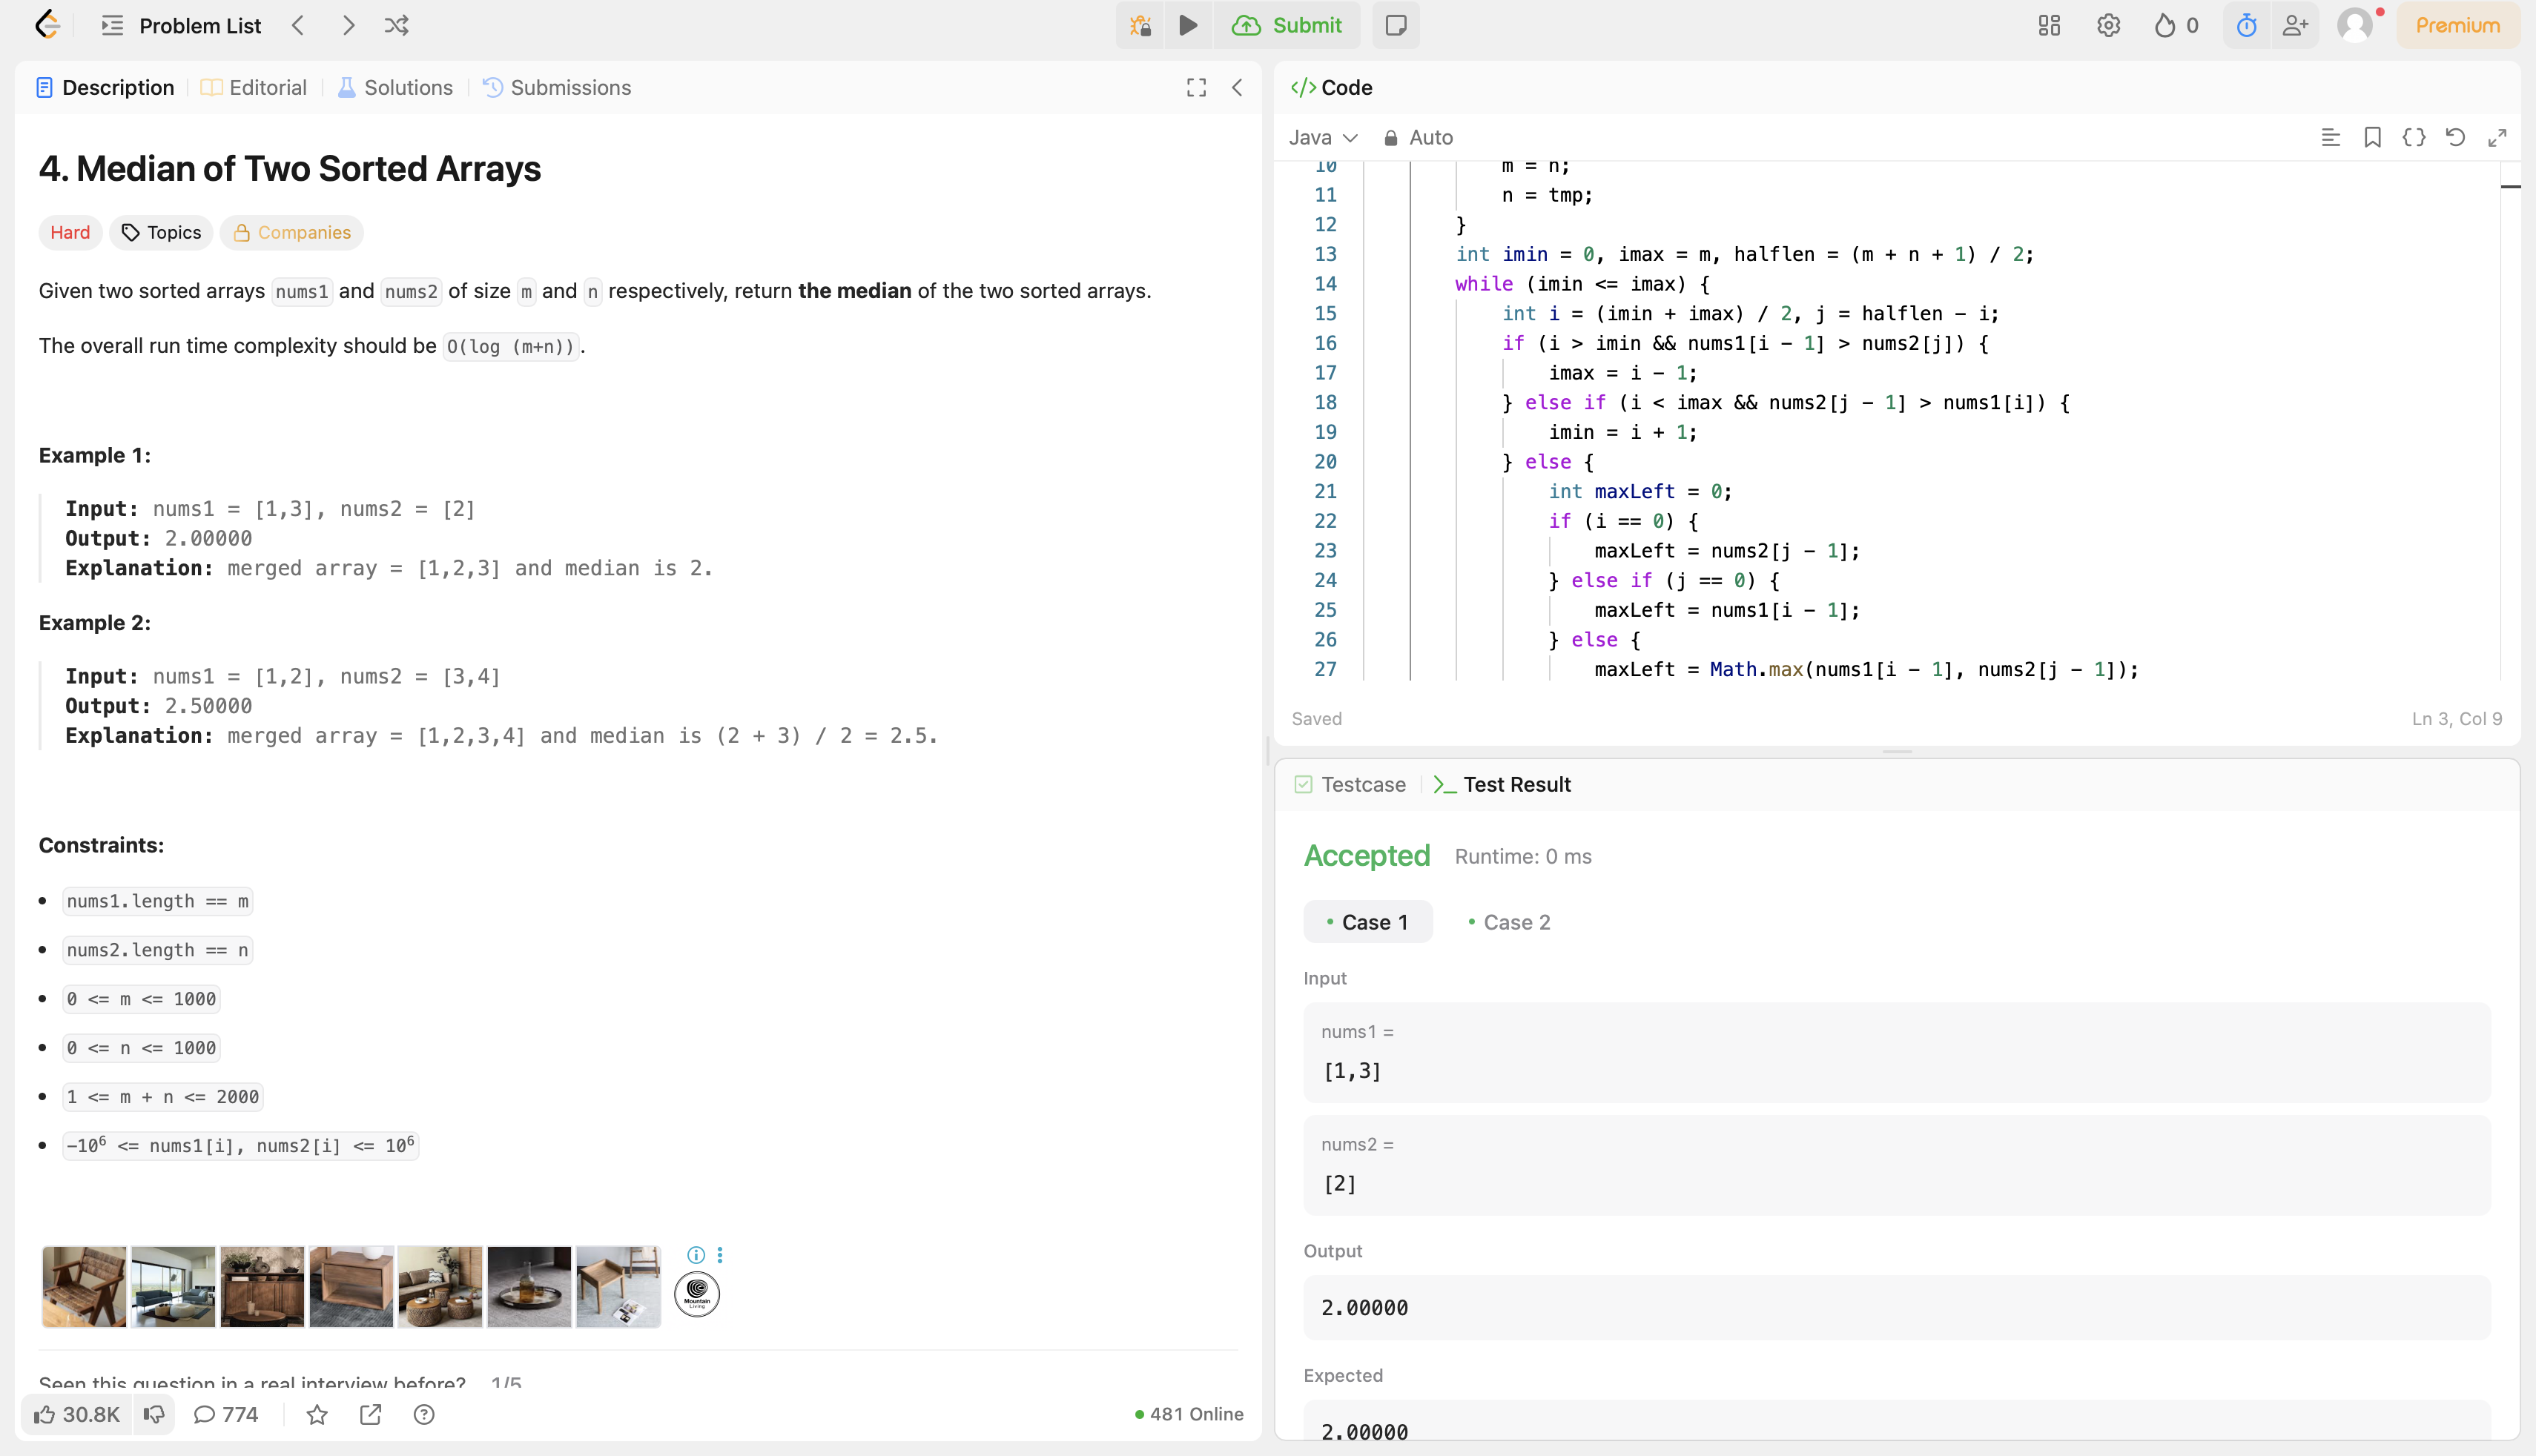 Problem List
Submit
0
Premium
Description
Editorial
Solutions
Submissions
4. Median of Two Sorted Arrays
Hard
Topics
Companies
Given two sorted arrays nums1 and nums2 of size m and n respectively, return the median of the two sorted arrays.
The overall run time complexity should be O(log (m+n)).
Example 1:
Input: nums1 = [1,3], nums2 = [2]
Output: 2.00000
Explanation: merged array = [1,2,3] and median is 2.
Example 2:
Input: nums1 = [1,2], nums2 = [3,4]
Output: 2.50000
Explanation: merged array = [1,2,3,4] and median is (2 + 3) / 2 = 2.5.
Constraints:
• nums1.length == m
• nums2.length == n
• 0 <= m <= 1000
• 0 <= n <= 1000
• 1 <= m + n <= 2000
• -10⁶ <= nums1[i], nums2[i] <= 10⁶
Mountain
Living
Seen this question in a real interview before? 1/5
30.8K
774
481 Online
</> Code
Java
Auto
10 m = n;
11 n = tmp;
12 }
13 int imin = 0, imax = m, halflen = (m + n + 1) / 2;
14 while (imin <= imax) {
15 int i = (imin + imax) / 2, j = halflen - i;
16 if (i > imin && nums1[i - 1] > nums2[j]) {
17 imax = i - 1;
18 } else if (i < imax && nums2[j - 1] > nums1[i]) {
19 imin = i + 1;
20 } else {
21 int maxLeft = 0;
22 if (i == 0) {
23 maxLeft = nums2[j - 1];
24 } else if (j == 0) {
25 maxLeft = nums1[i - 1];
26 } else {
27 maxLeft = Math.max(nums1[i - 1], nums2[j - 1]);
Saved
Ln 3, Col 9
Testcase
Test Result
Accepted
Runtime: 0 ms
• Case 1
• Case 2
Input
nums1 =
[1,3]
nums2 =
[2]
Output
2.00000
Expected
2.00000